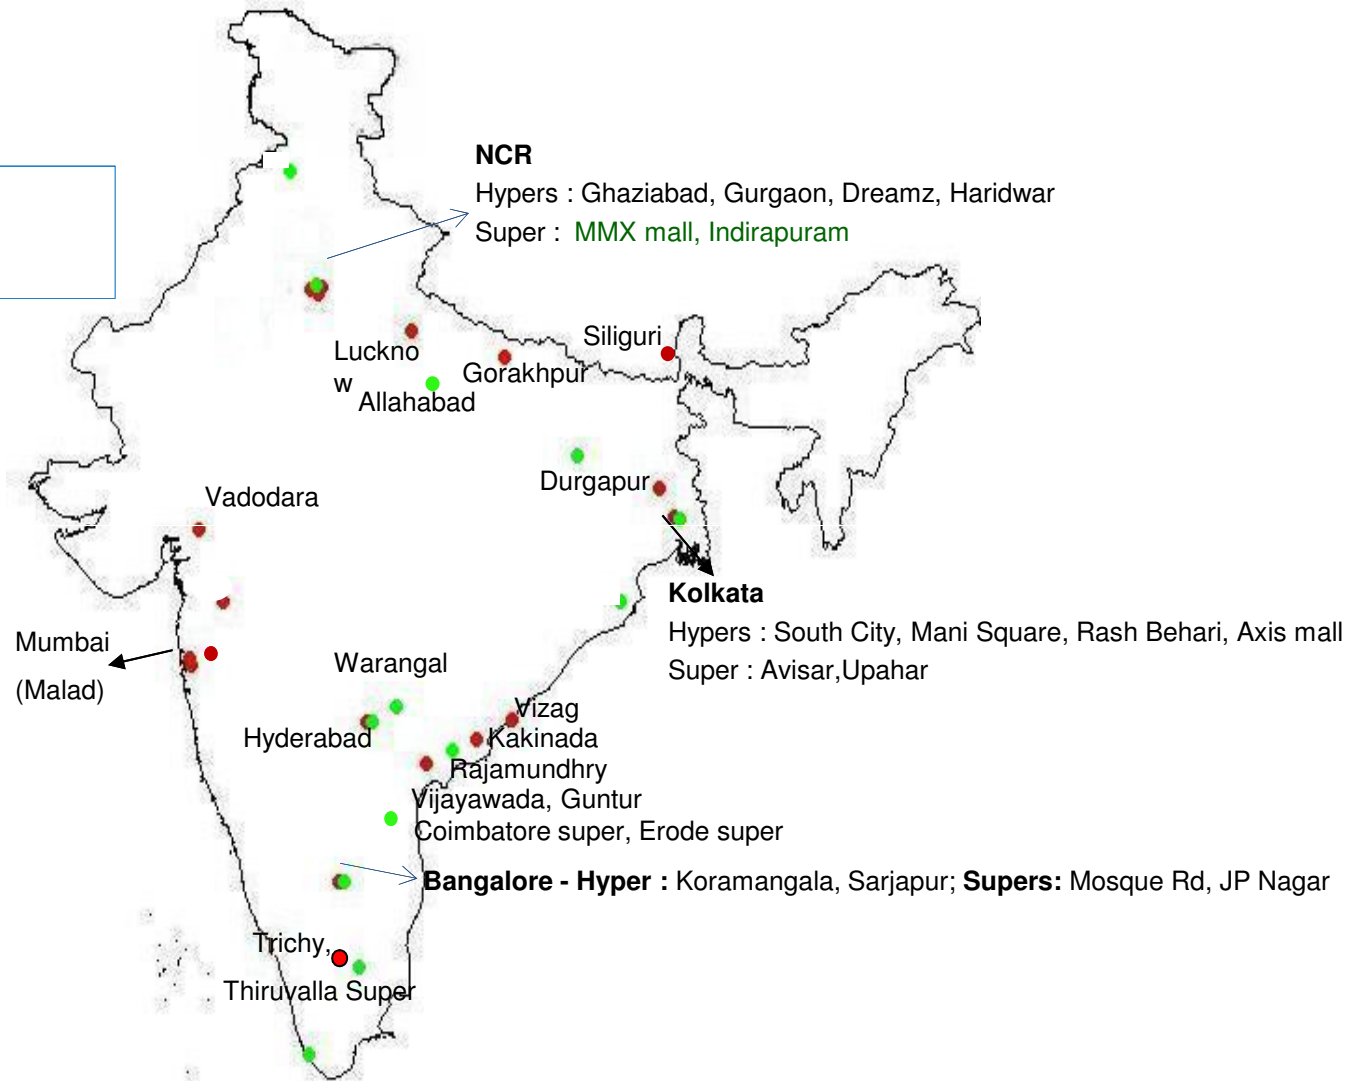 NCR
Hypers : Ghaziabad, Gurgaon, Dreamz, Haridwar
Super : MMX mall, Indirapuram
Siliguri
Luckno
w
Gorakhpur
Allahabad
Durgapur
Vadodara
Kolkata
Hypers : South City, Mani Square, Rash Behari, Axis mall
Super : Avisar,Upahar
Mumbai
(Malad)
Warangal
Vizag
Hyderabad
Kakinada
Rajamundhry
Vijayawada, Guntur
Coimbatore super, Erode super
Bangalore - Hyper : Koramangala, Sarjapur; Supers: Mosque Rd, JP Nagar
Trichy,
Thiruvalla Super